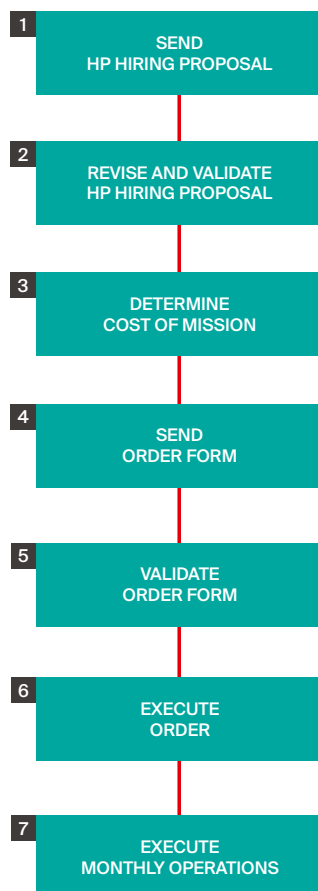 1
SEND
HP HIRING PROPOSAL
2
REVISE AND VALIDATE
HP HIRING PROPOSAL
3
DETERMINE
COST OF MISSION
4
SEND
ORDER FORM
5
VALIDATE
ORDER FORM
6
EXECUTE
ORDER
7
EXECUTE
MONTHLY OPERATIONS